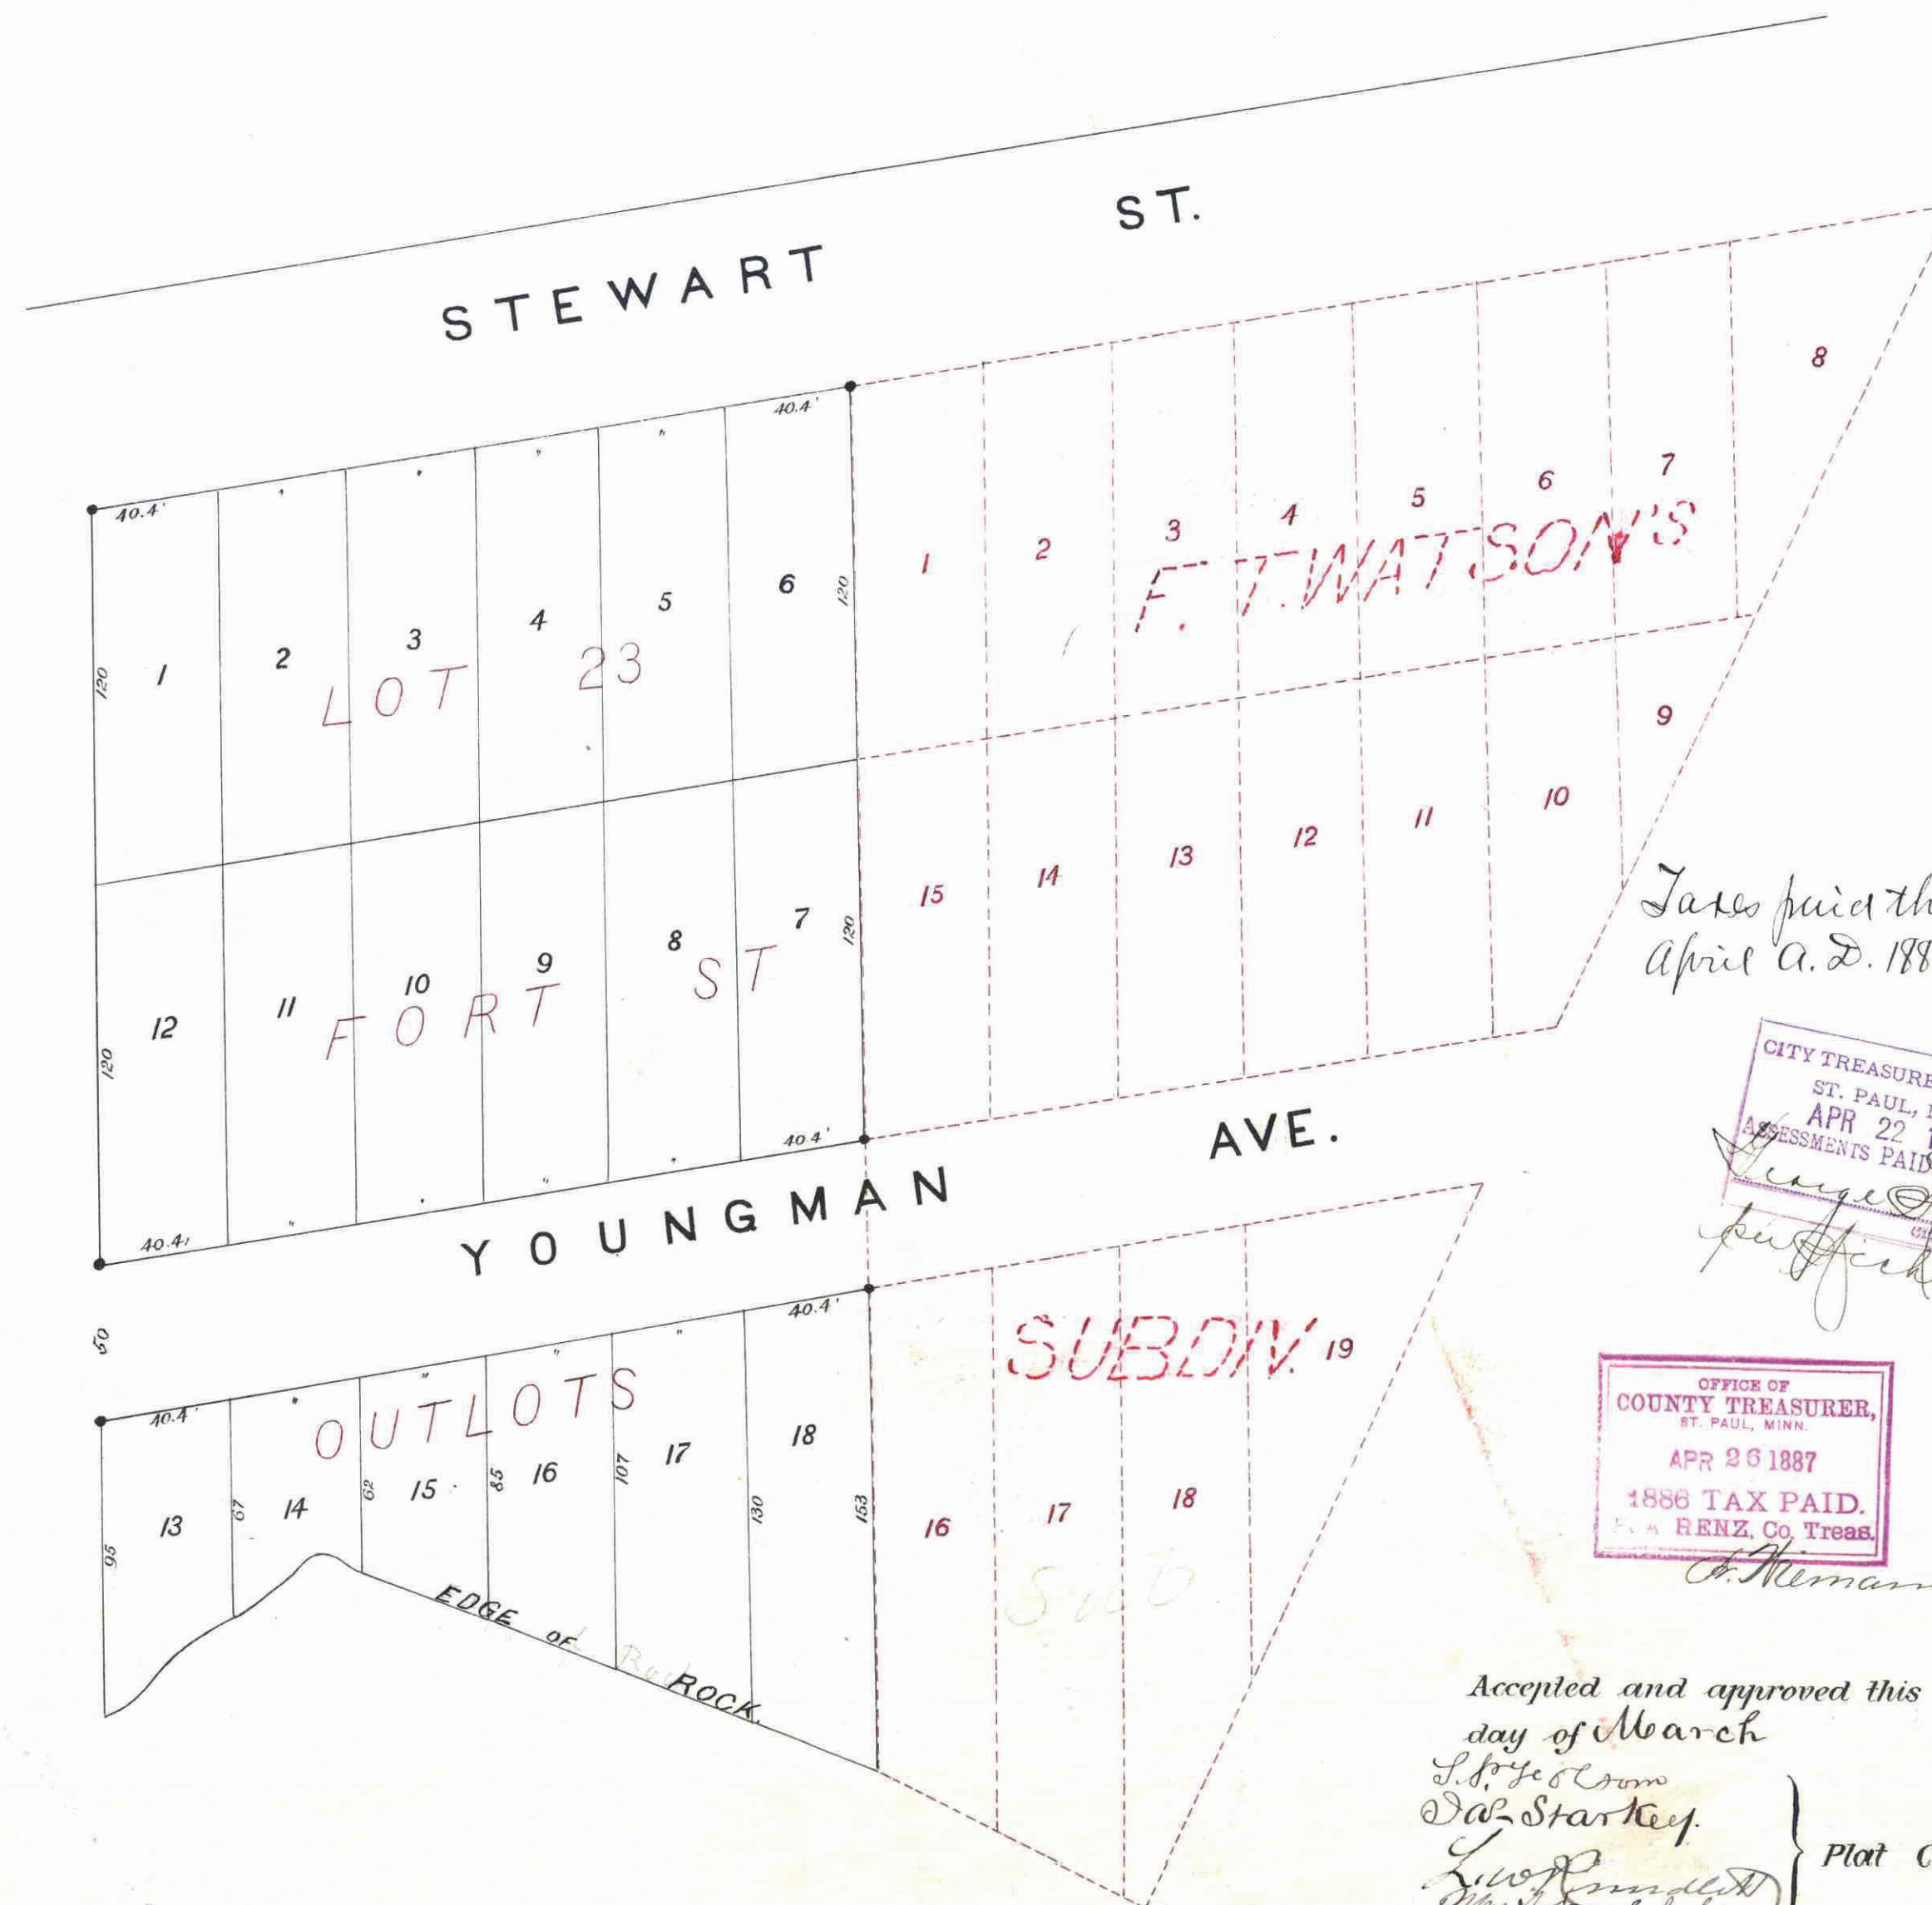 STEWART ST.
40.4' " " " " 40.4'
120 1 2 3 4 5 6 120
LOT 23
1 2 3 4 5 6 7 8
F. T. WATSON'S
120 12 11 10 9 8 7 120
FORT ST
15 14 13 12 11 10 9
40.4' " " " " 40.4'
YOUNGMAN AVE.
50
40.4' " " " " 40.4'
OUTLOTS
95 13 67 14 62 15 85 16 107 17 130 18 153
EDGE OF ROCK.
SUBDIV.
16 17 18 19
Sub
Taxes paid th
April A.D. 188
CITY TREASURE
ST. PAUL,
APR 22 1
ASSESSMENTS PAID
George
per
OFFICE OF
COUNTY TREASURER,
ST. PAUL, MINN.
APR 26 1887
1886 TAX PAID.
RENZ, Co. Treas.
Accepted and approved this
day of March
Starkey.
Plat C